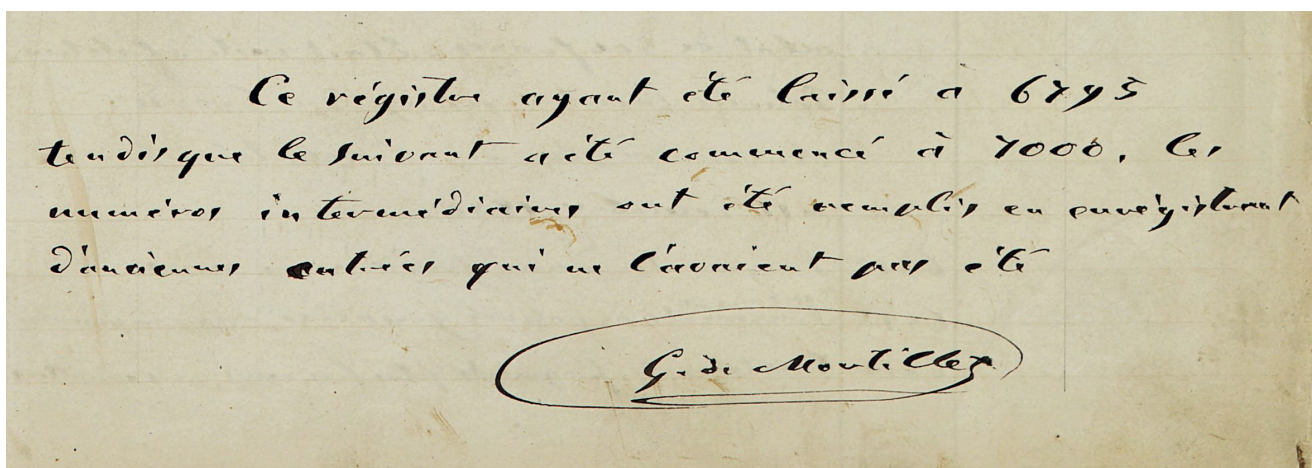 Ce régistre ayant été laissé a 6795
tandisque le suivant a été commencé à 7000, les
numéros intermédiaires ont été remplis en enrégistrant
d'anciennes entrées qui ne l'avaient pas été
G. de Mortillet